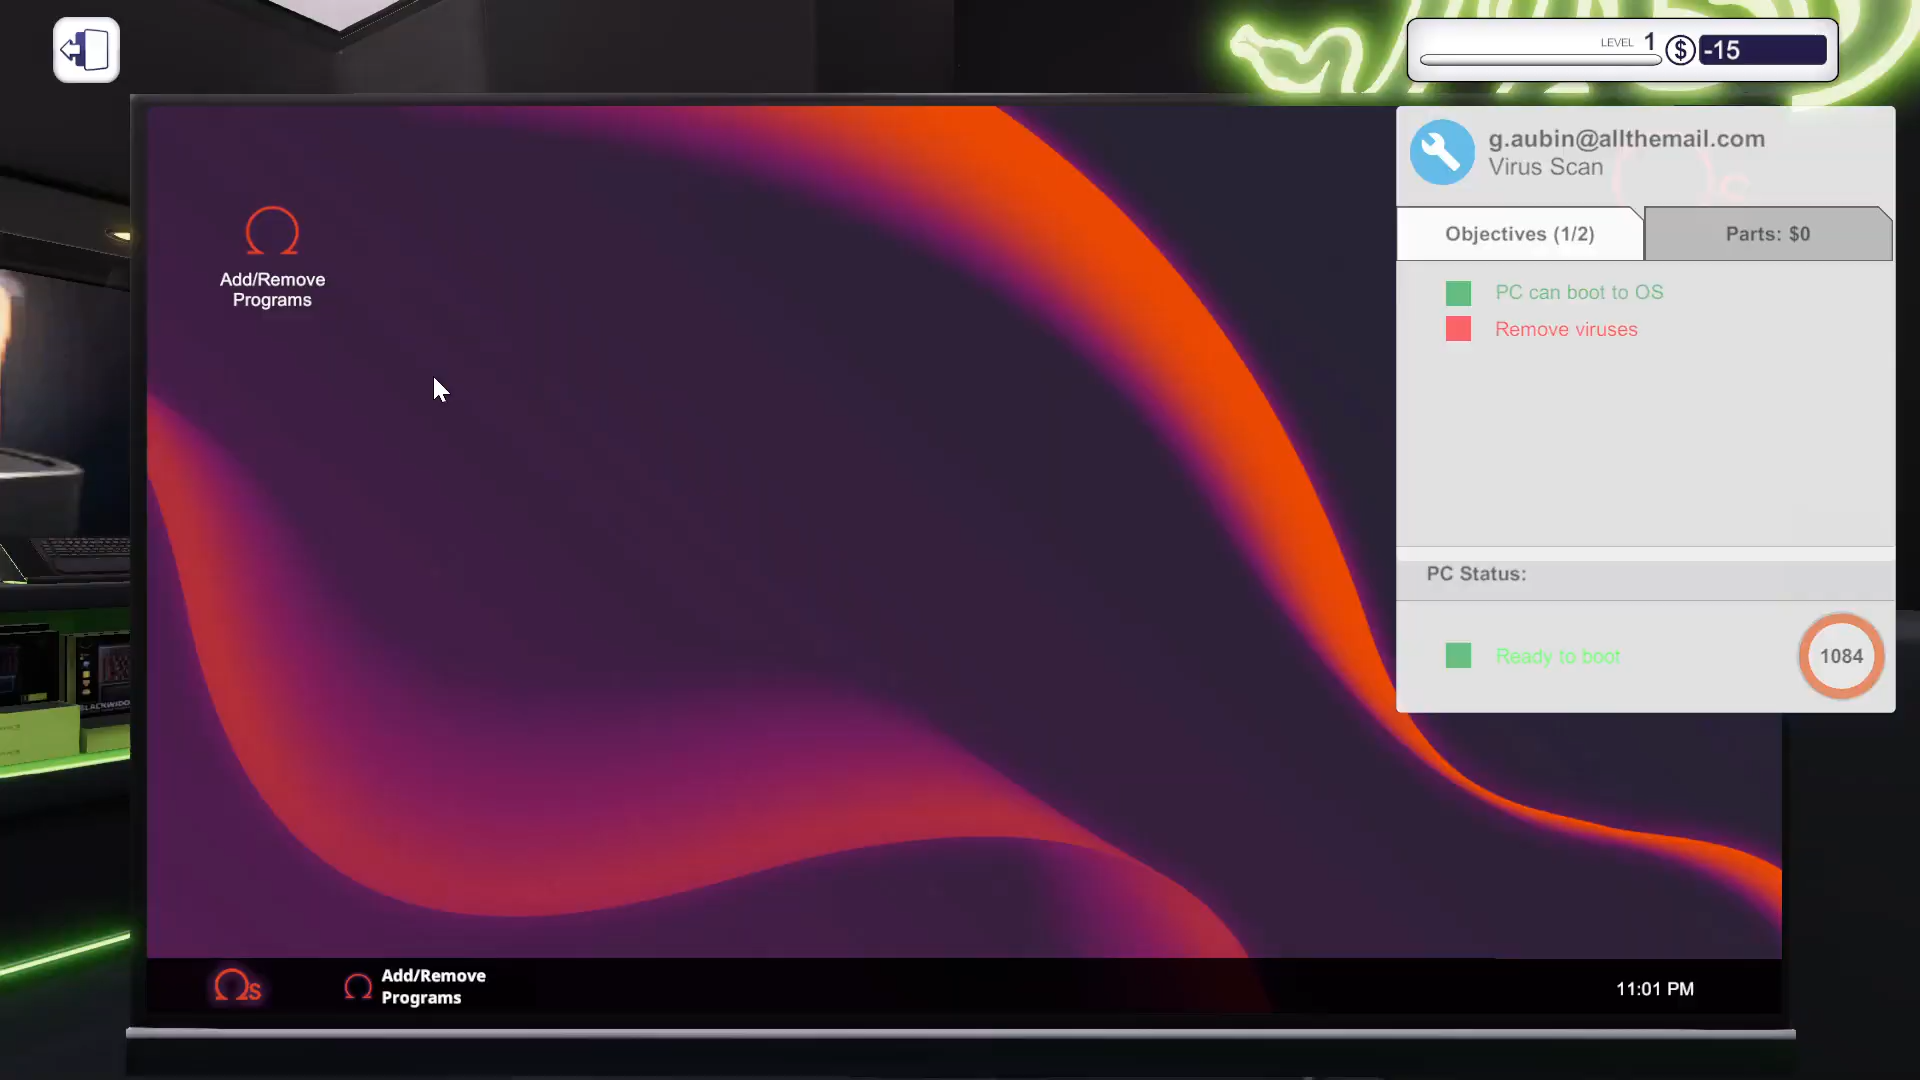 LEVEL 1 $ -15
g.aubin@allthemail.com
Virus Scan
Objectives (1/2)
Parts: $0
PC can boot to OS
Remove viruses
PC Status:
Ready to boot
1084
Add/Remove
Programs
Ωs
Add/Remove
Programs
11:01 PM